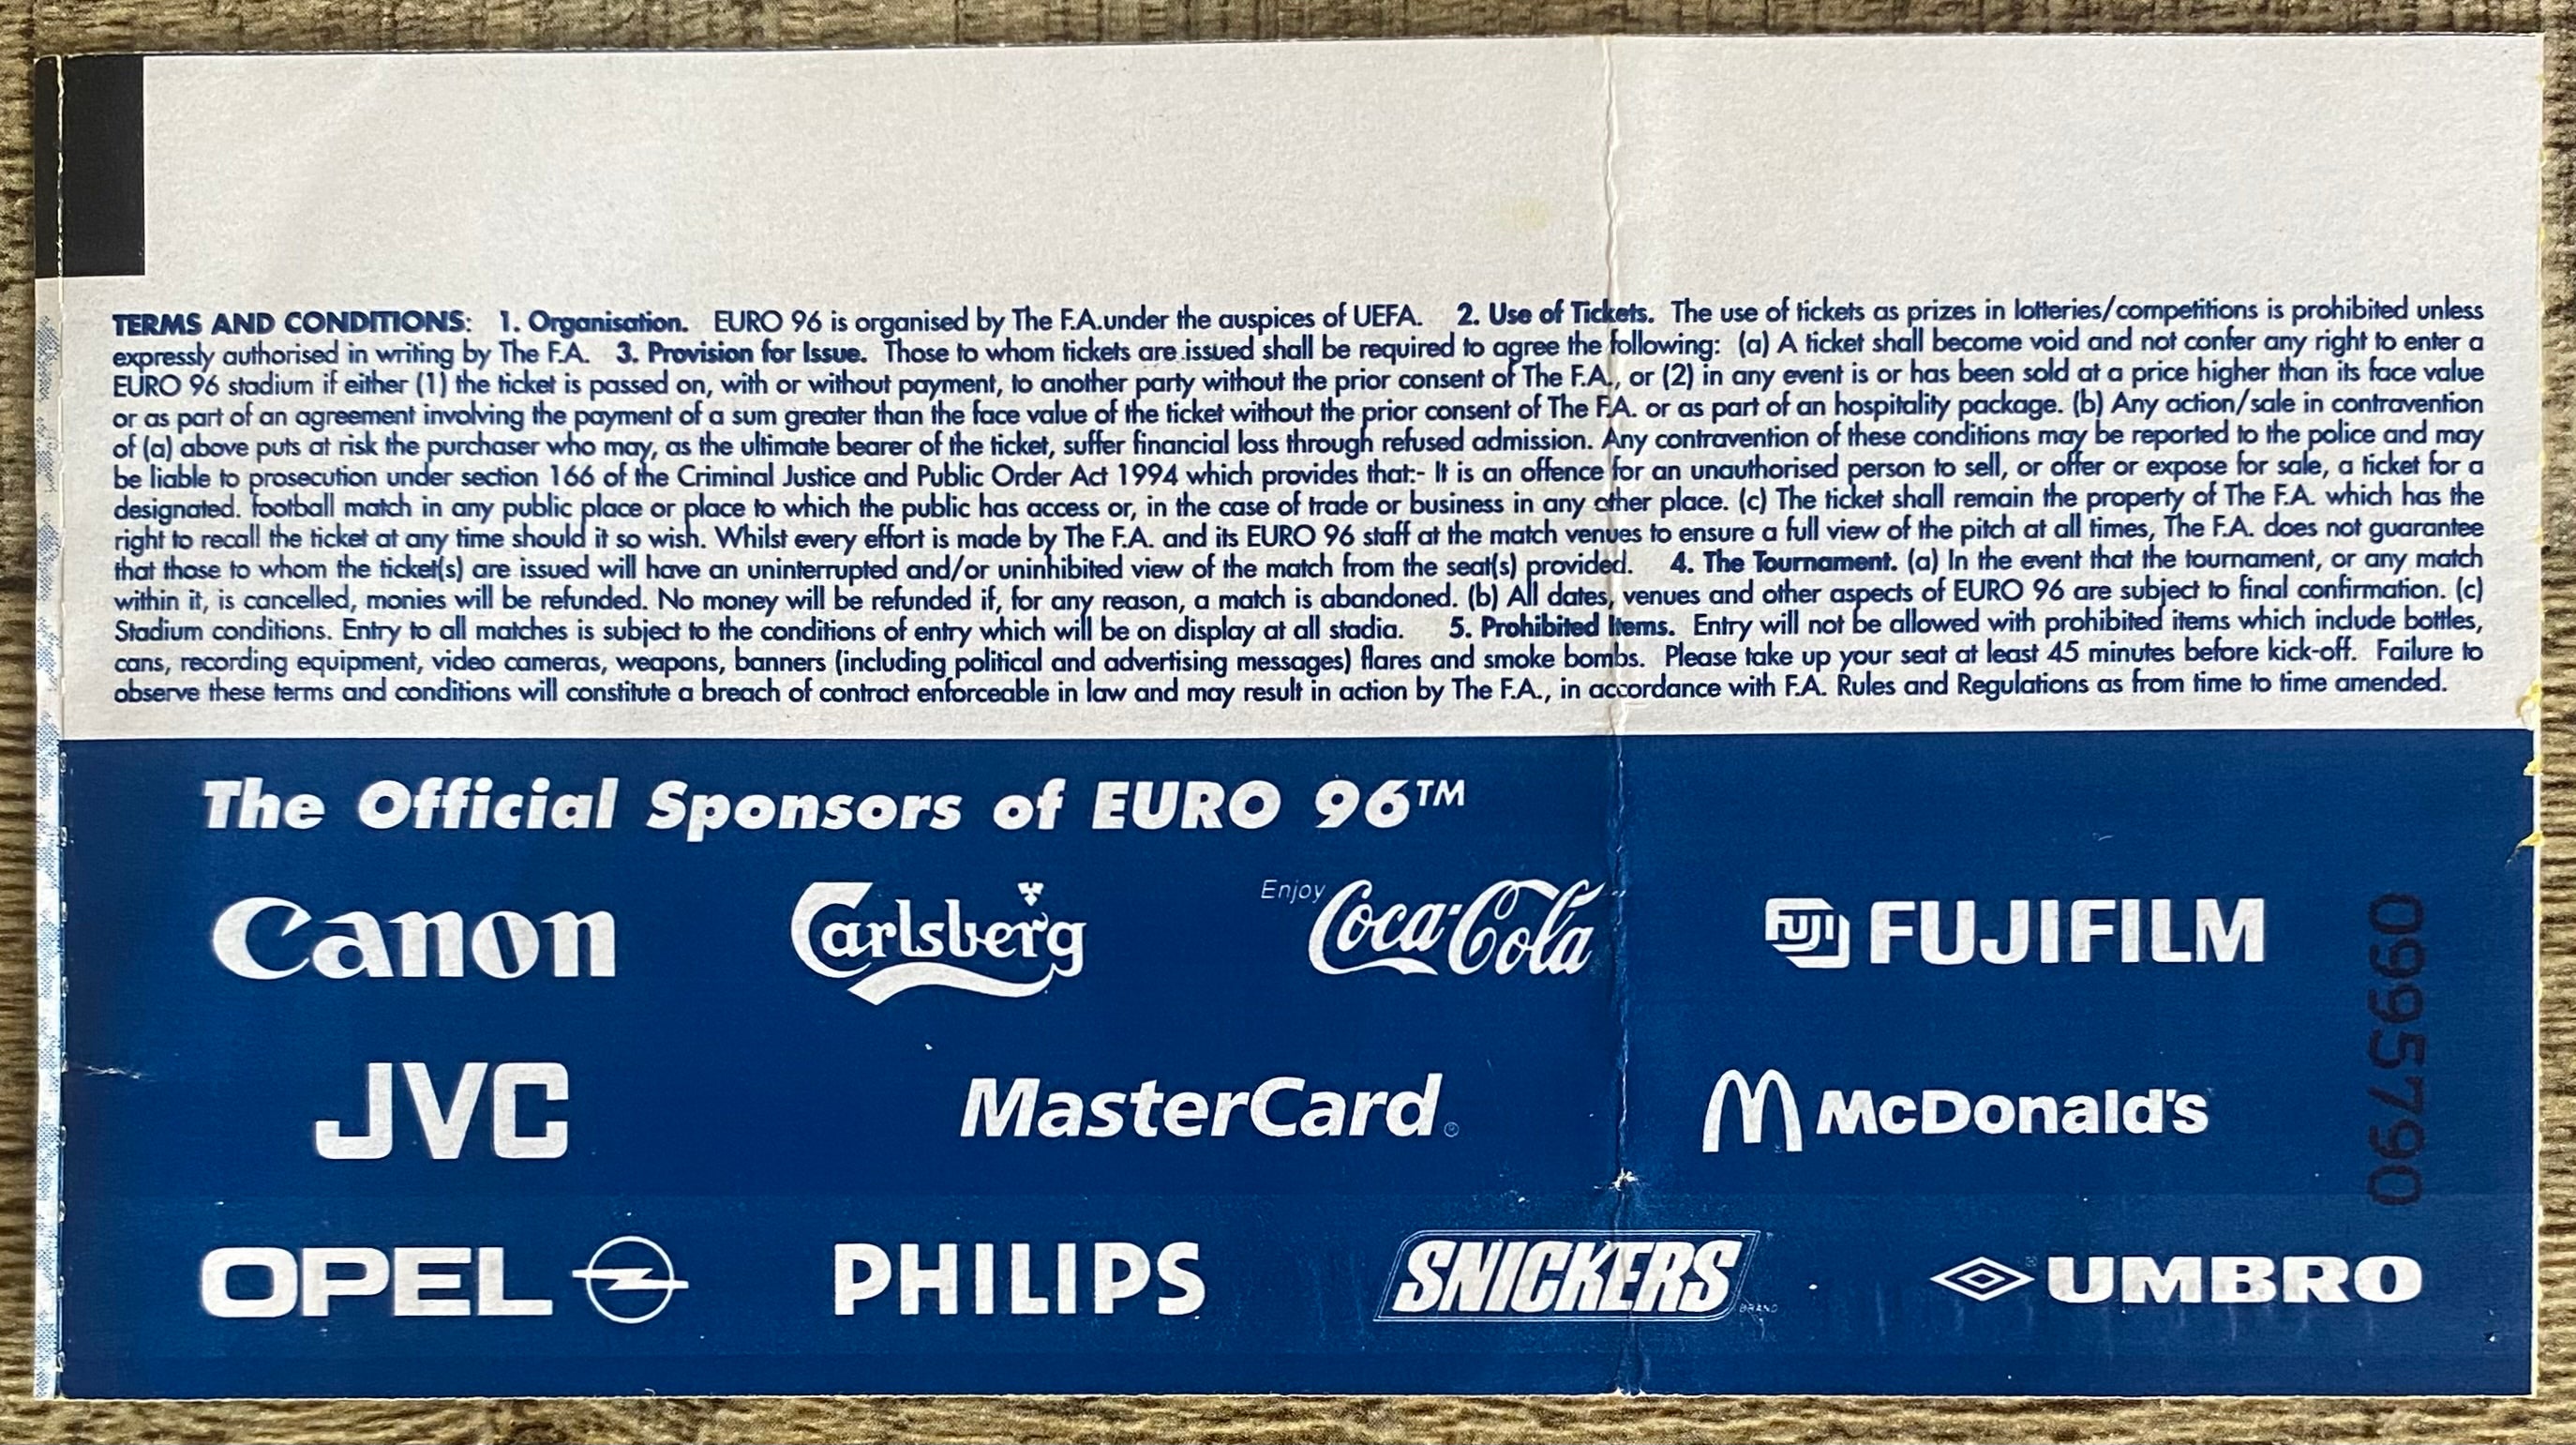 TERMS AND CONDITIONS: 1. Organisation. EURO 96 is organised by The F.A.under the auspices of UEFA. 2. Use of Tickets. The use of tickets as prizes in lotteries/competitions is prohibited unless
expressly authorised in writing by The F.A. 3. Provision for Issue. Those to whom tickets are issued shall be required to agree the following: (a) A ticket shall become void and not confer any right to enter a
EURO 96 stadium if either (1) the ticket is passed on, with or without payment, to another party without the prior consent of The F.A., or (2) in any event is or has been sold at a price higher than its face value
or as part of an agreement involving the payment of a sum greater than the face value of the ticket without the prior consent of The F.A. or as part of an hospitality package. (b) Any action/sale in contravention
of (a) above puts at risk the purchaser who may, as the ultimate bearer of the ticket, suffer financial loss through refused admission. Any contravention of these conditions may be reported to the police and may
be liable to prosecution under section 166 of the Criminal Justice and Public Order Act 1994 which provides that:- It is an offence for an unauthorised person to sell, or offer or expose for sale, a ticket for a
designated. football match in any public place or place to which the public has access or, in the case of trade or business in any other place. (c) The ticket shall remain the property of The F.A. which has the
right to recall the ticket at any time should it so wish. Whilst every effort is made by The F.A. and its EURO 96 staff at the match venues to ensure a full view of the pitch at all times, The F.A. does not guarantee
that those to whom the ticket(s) are issued will have an uninterrupted and/or uninhibited view of the match from the seat(s) provided. 4. The Tournament. (a) In the event that the tournament, or any match
within it, is cancelled, monies will be refunded. No money will be refunded if, for any reason, a match is abandoned. (b) All dates, venues and other aspects of EURO 96 are subject to final confirmation. (c)
Stadium conditions. Entry to all matches is subject to the conditions of entry which will be on display at all stadia. 5. Prohibited Items. Entry will not be allowed with prohibited items which include bottles,
cans, recording equipment, video cameras, weapons, banners (including political and advertising messages) flares and smoke bombs. Please take up your seat at least 45 minutes before kick-off. Failure to
observe these terms and conditions will constitute a breach of contract enforceable in law and may result in action by The F.A., in accordance with F.A. Rules and Regulations as from time to time amended.
The Official Sponsors of EURO 96™
Canon
Carlsberg
Enjoy Coca-Cola
FUJI FUJIFILM
JVC
MasterCard®
McDonald's
OPEL
PHILIPS
SNICKERS BRAND
UMBRO®
0995790